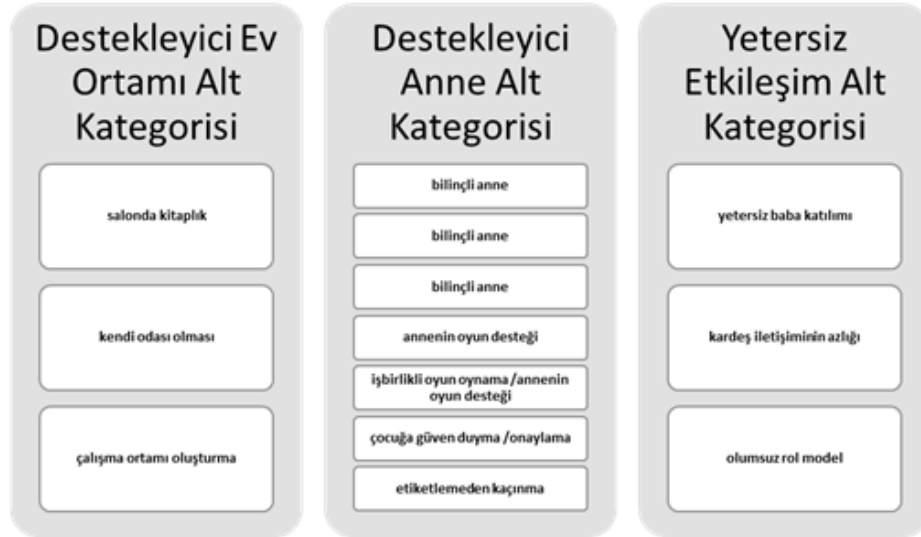 Destekleyici Ev
Ortamı Alt
Kategorisi
salonda kitaplık
kendi odası olması
çalışma ortamı oluşturma
Destekleyici
Anne Alt
Kategorisi
bilinçli anne
bilinçli anne
bilinçli anne
annenin oyun desteği
işbirlikli oyun oynama /annenin
oyun desteği
çocuğa güven duyma /onaylama
etiketlemeden kaçınma
Yetersiz
Etkileşim Alt
Kategorisi
yetersiz baba katılımı
kardeş iletişiminin azlığı
olumsuz rol model